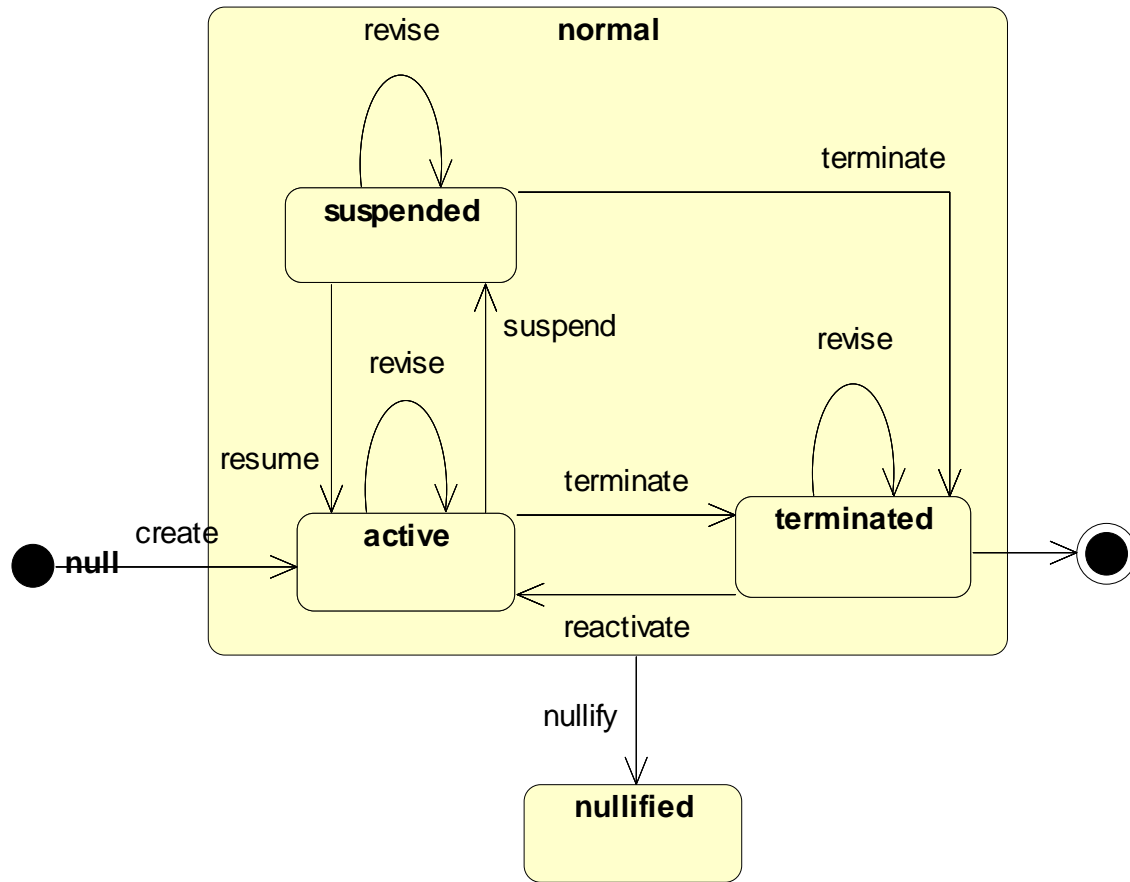 revise
normal
terminate
suspended
suspend
revise
revise
resume
terminate
create
active
terminated
null
reactivate
nullify
nullified